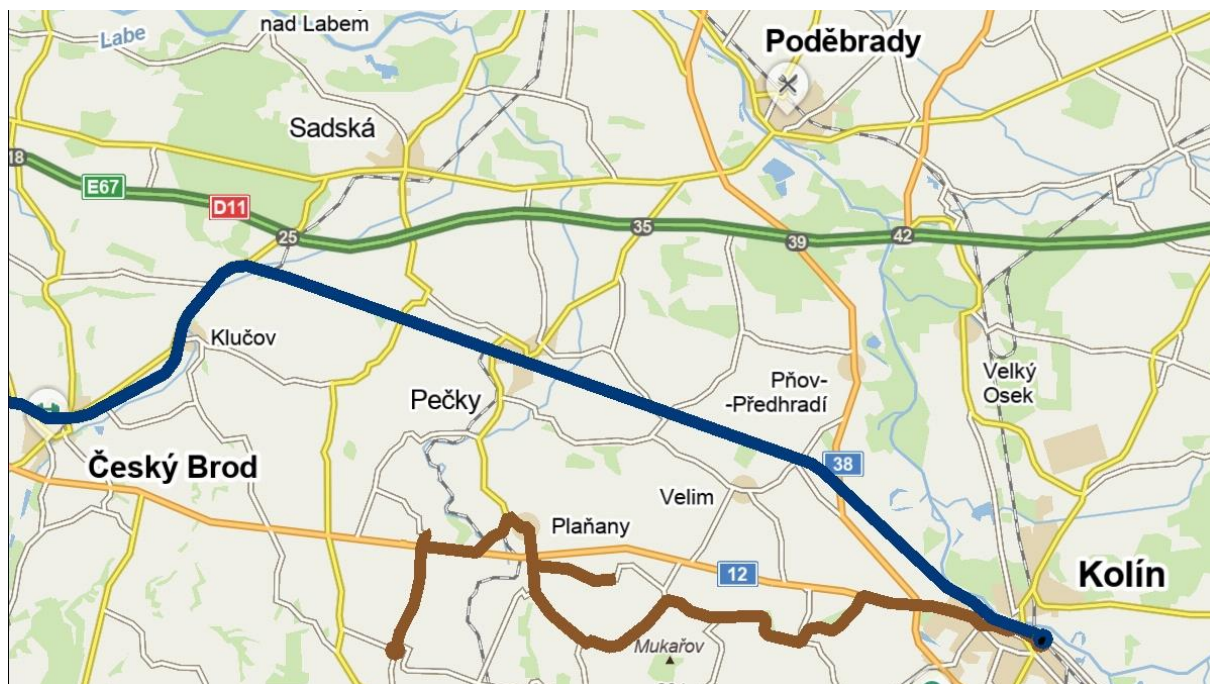 nad Labem
Labe
Poděbrady
Sadská
18
E67
D11
25
35
39
42
Klučov
Pečky
Pňov-
-Předhradí
Velký
Osek
Český Brod
38
Velim
Plaňany
12
Kolín
Mukařov